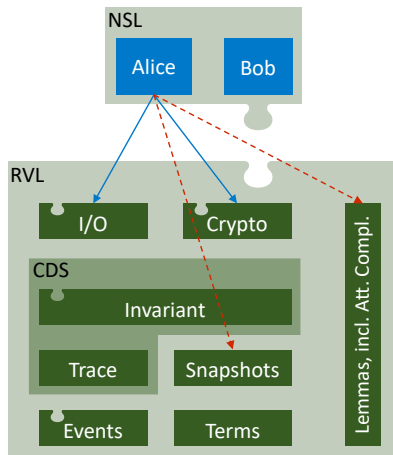 NSL
Alice
Bob
RVL
I/O
Crypto
CDS
Invariant
Trace
Snapshots
Events
Terms
Lemmas, incl. Att. Compl.